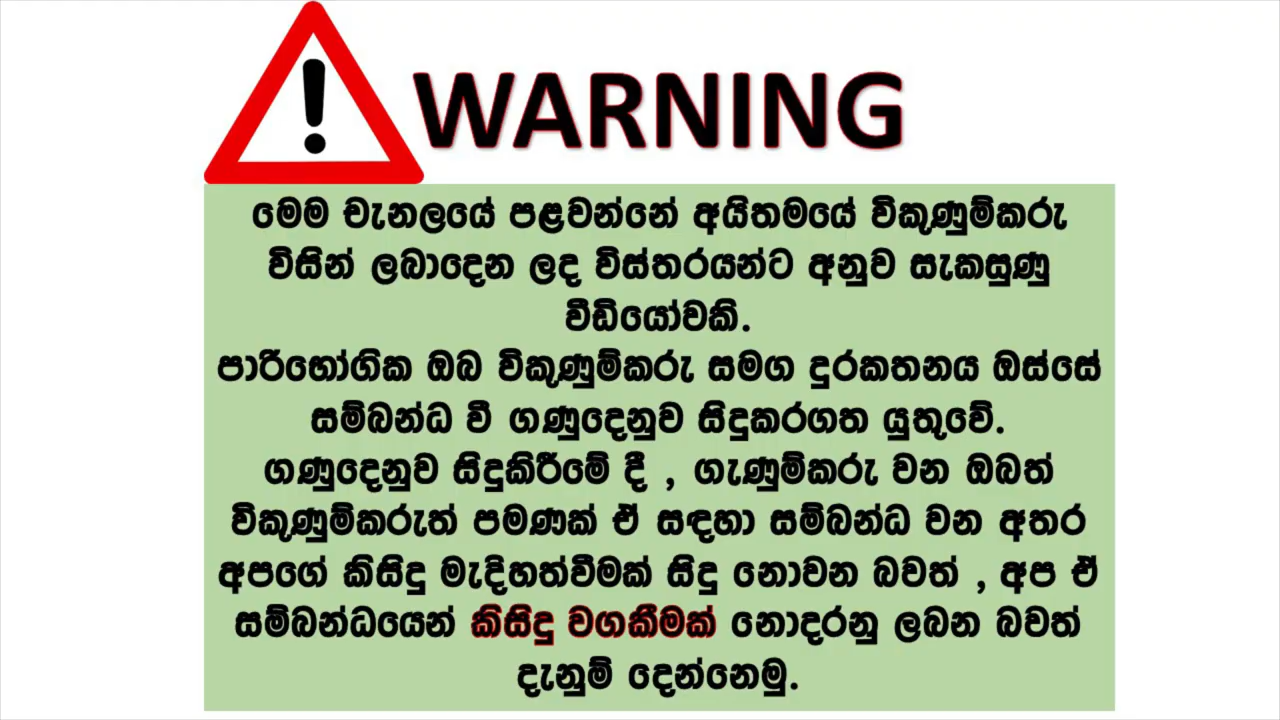 WARNING
මෙම චැනලයේ පළවන්නේ අයිතමයේ විකුණුම්කරු
විසින් ලබාදෙන ලද විස්තරයන්ට අනුව සැකසුණු
වීඩියෝවකි.
පාරිභෝගික ඔබ විකුණුම්කරු සමග දුරකතනය ඔස්සේ
සම්බන්ධ වී ගණුදෙනුව සිදුකරගත යුතුවේ.
ගණුදෙනුව සිදුකිරීමේ දී , ගැණුම්කරු වන ඔබත්
විකුණුම්කරුත් පමණක් ඒ සඳහා සම්බන්ධ වන අතර
අපගේ කිසිදු මැදිහත්වීමක් සිදු නොවන බවත් , අප ඒ
සම්බන්ධයෙන් කිසිදු වගකීමක් නොදරනු ලබන බවත්
දැනුම් දෙන්නෙමු.